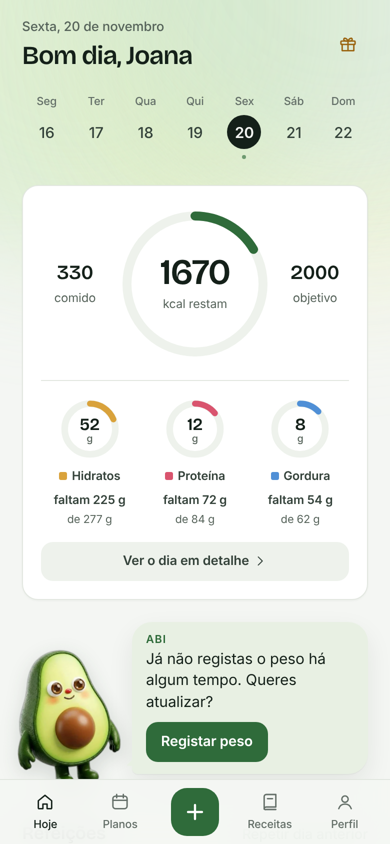 Sexta, 20 de novembro
Bom dia, Joana
Seg Ter Qua Qui Sex Sáb Dom
16 17 18 19 20 21 22
330
comido
1670
kcal restam
2000
objetivo
52
g
12
g
8
g
Hidratos
Proteína
Gordura
faltam 225 g
faltam 72 g
faltam 54 g
de 277 g
de 84 g
de 62 g
Ver o dia em detalhe
ABI
Já não registas o peso há
algum tempo. Queres
atualizar?
Registar peso
Refeições
Hoje
Planos
Receitas
Perfil